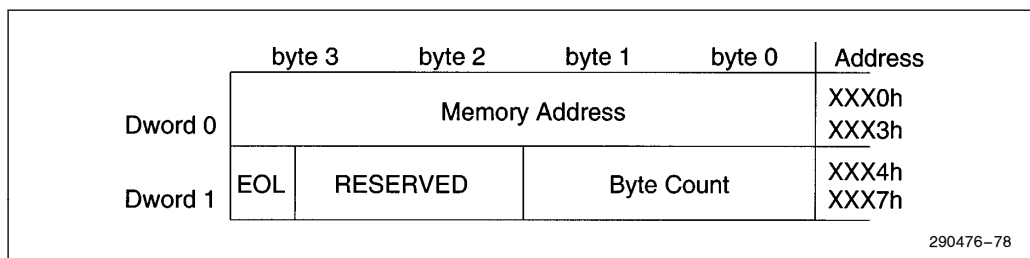 byte 3 byte 2 byte 1 byte 0 Address
Dword 0 Memory Address XXX0h
XXX3h
Dword 1 EOL RESERVED Byte Count XXX4h
XXX7h
290476–78